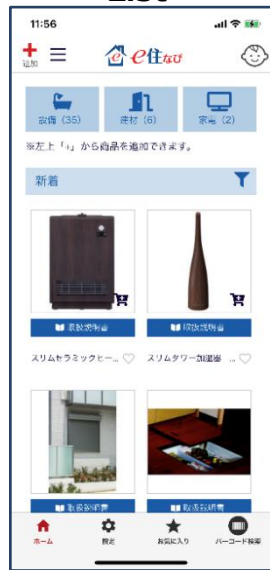 List
11:56
追加
e住なび
設備 (35)
建材 (6)
家電 (2)
※左上「+」から商品を追加できます。
新着
取扱説明書
取扱説明書
スリムセラミックヒー...
スリムタワー加湿器 ...
取扱説明書
取扱説明書
ホーム
設定
お気に入り
バーコード検索